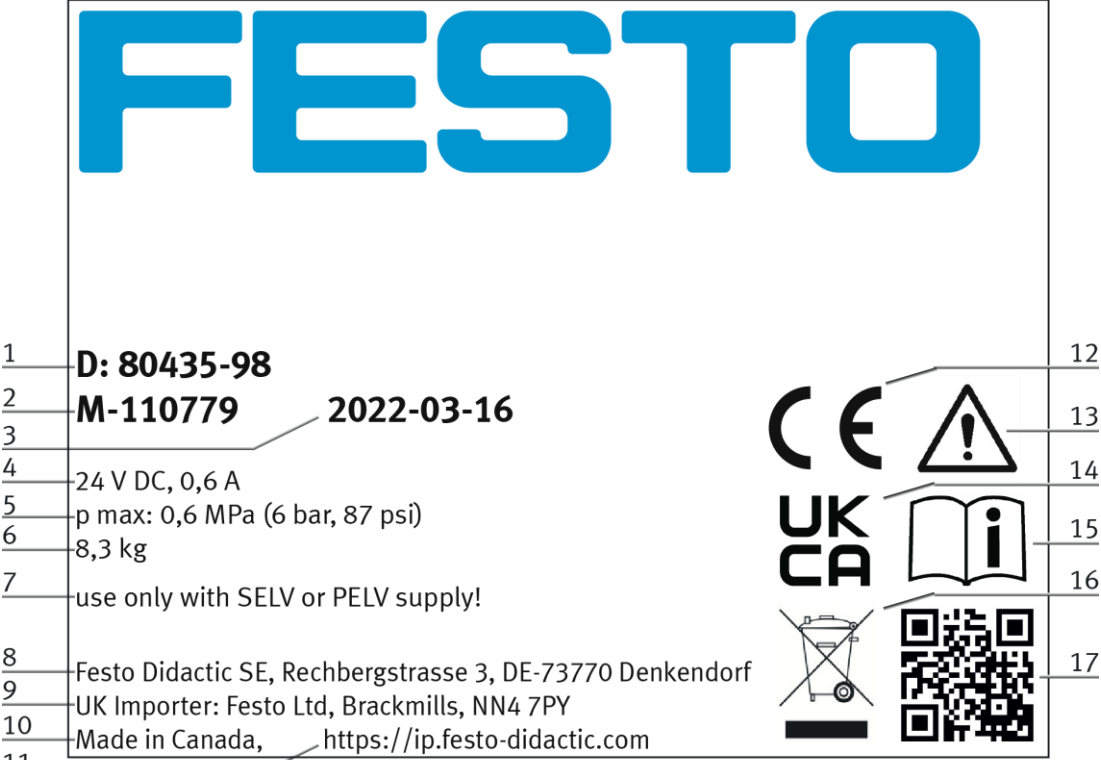 FESTO
1
D: 80435-98
12
2
M-110779 2022-03-16
CE
3
13
4
24 V DC, 0,6 A
14
5
p max: 0,6 MPa (6 bar, 87 psi)
UK
CA
i
15
6
8,3 kg
16
7
use only with SELV or PELV supply!
8
Festo Didactic SE, Rechbergstrasse 3, DE-73770 Denkendorf
17
9
UK Importer: Festo Ltd, Brackmills, NN4 7PY
10
Made in Canada, https://ip.festo-didactic.com
11